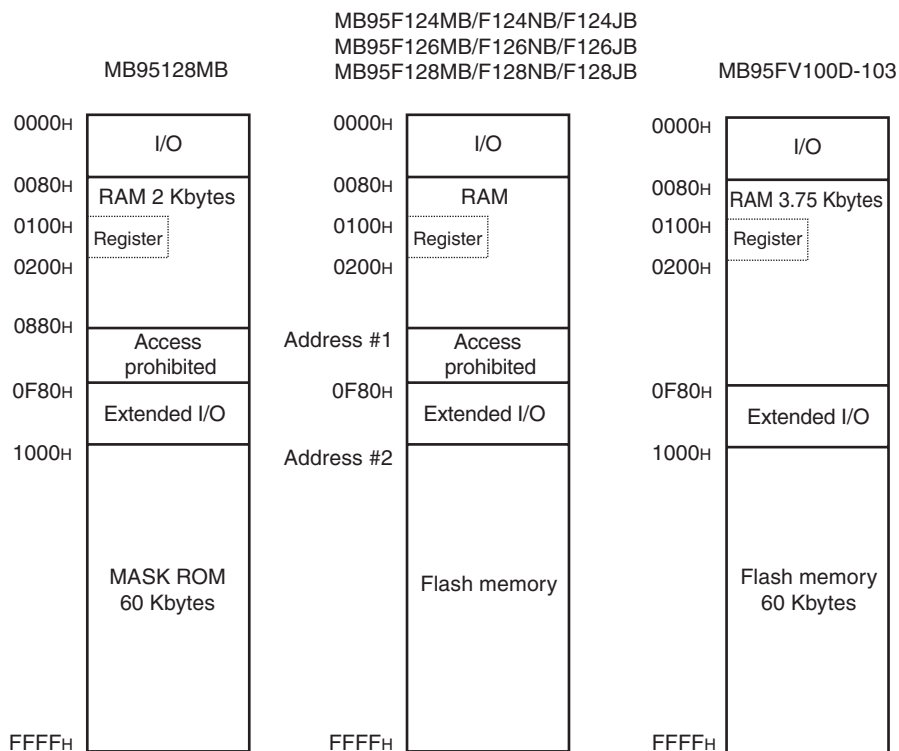 MB95128MB
0000H
I/O
0080H
RAM 2 Kbytes
0100H
Register
0200H
0880H
Access
prohibited
0F80H
Extended I/O
1000H
MASK ROM
60 Kbytes
FFFFH
MB95F124MB/F124NB/F124JB
MB95F126MB/F126NB/F126JB
MB95F128MB/F128NB/F128JB
0000H
I/O
0080H
RAM
0100H
Register
0200H
Address #1
Access
prohibited
0F80H
Extended I/O
Address #2
Flash memory
FFFFH
MB95FV100D-103
0000H
I/O
0080H
RAM 3.75 Kbytes
0100H
Register
0200H
0F80H
Extended I/O
1000H
Flash memory
60 Kbytes
FFFFH